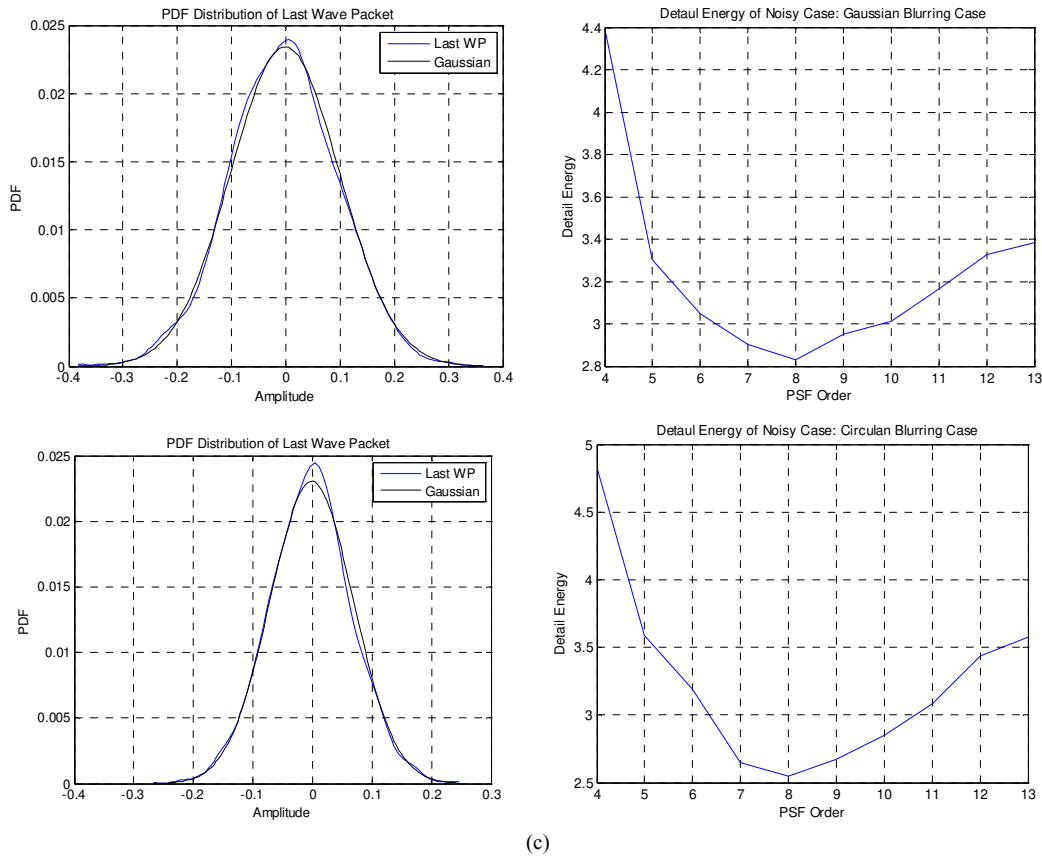 PDF Distribution of Last Wave Packet
Last WP
Gaussian
0.025
0.02
0.015
0.01
0.005
0
PDF
-0.4 -0.3 -0.2 -0.1 0 0.1 0.2 0.3 0.4
Amplitude
Detaul Energy of Noisy Case: Gaussian Blurring Case
4.4
4.2
4
3.8
3.6
3.4
3.2
3
2.8
Detail Energy
4 5 6 7 8 9 10 11 12 13
PSF Order
PDF Distribution of Last Wave Packet
Last WP
Gaussian
0.025
0.02
0.015
0.01
0.005
0
PDF
-0.4 -0.3 -0.2 -0.1 0 0.1 0.2 0.3
Amplitude
Detaul Energy of Noisy Case: Circulan Blurring Case
5
4.5
4
3.5
3
2.5
Detail Energy
4 5 6 7 8 9 10 11 12 13
PSF Order
(c)